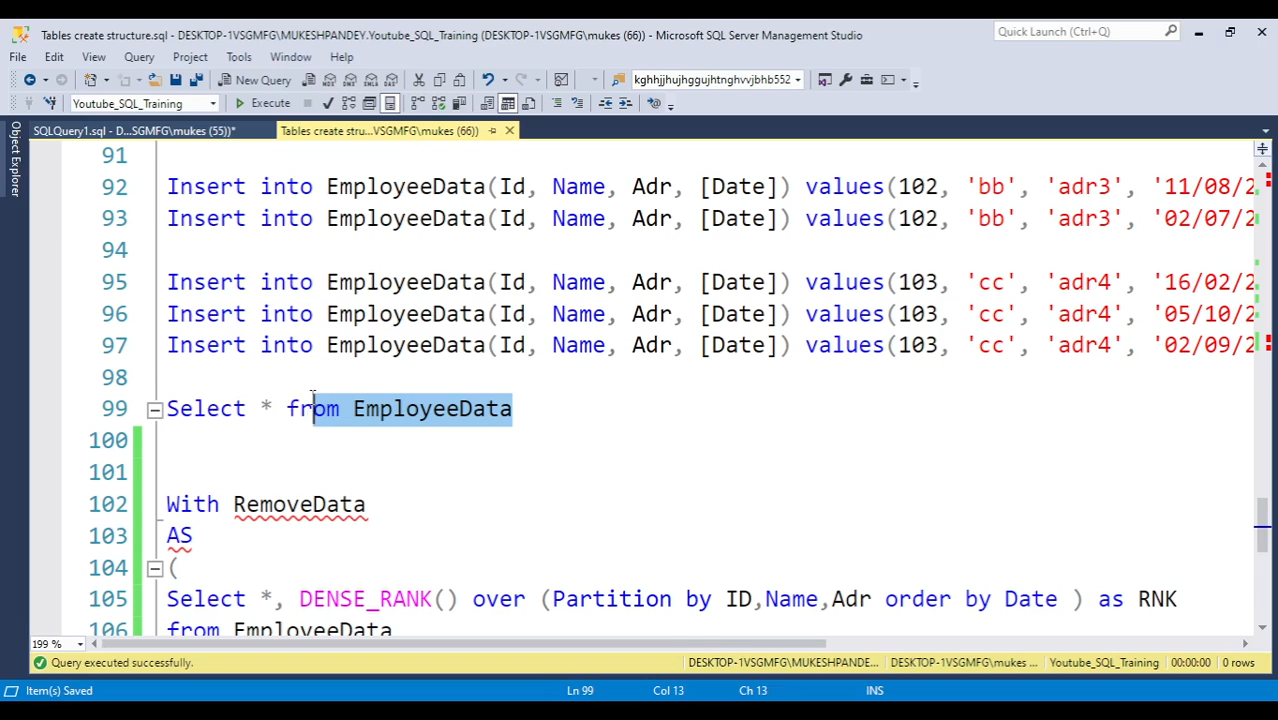 Tables create structure.sql - DESKTOP-1VSGMFG\MUKESHPANDEY.Youtube_SQL_Training (DESKTOP-1VSGMFG\mukes (66)) - Microsoft SQL Server Management Studio
Quick Launch (Ctrl+Q)
File Edit View Query Project Tools Window Help
New Query
kghhjjhujhggujhtnghvvjbhb552
Youtube_SQL_Training
Execute
Object Explorer
SQLQuery1.sql - D...SGMFG\mukes (55))*
Tables create stru...VSGMFG\mukes (66))
91
92 Insert into EmployeeData(Id, Name, Adr, [Date]) values(102, 'bb', 'adr3', '11/08/2
93 Insert into EmployeeData(Id, Name, Adr, [Date]) values(102, 'bb', 'adr3', '02/07/2
94
95 Insert into EmployeeData(Id, Name, Adr, [Date]) values(103, 'cc', 'adr4', '16/02/2
96 Insert into EmployeeData(Id, Name, Adr, [Date]) values(103, 'cc', 'adr4', '05/10/2
97 Insert into EmployeeData(Id, Name, Adr, [Date]) values(103, 'cc', 'adr4', '02/09/2
98
99 Select * from EmployeeData
100
101
102 With RemoveData
103 AS
104 (
105 Select *, DENSE_RANK() over (Partition by ID,Name,Adr order by Date ) as RNK
106 from EmployeeData
199 %
Query executed successfully.
DESKTOP-1VSGMFG\MUKESHPANDE...
DESKTOP-1VSGMFG\mukes ...
Youtube_SQL_Training
00:00:00
0 rows
Item(s) Saved
Ln 99
Col 13
Ch 13
INS